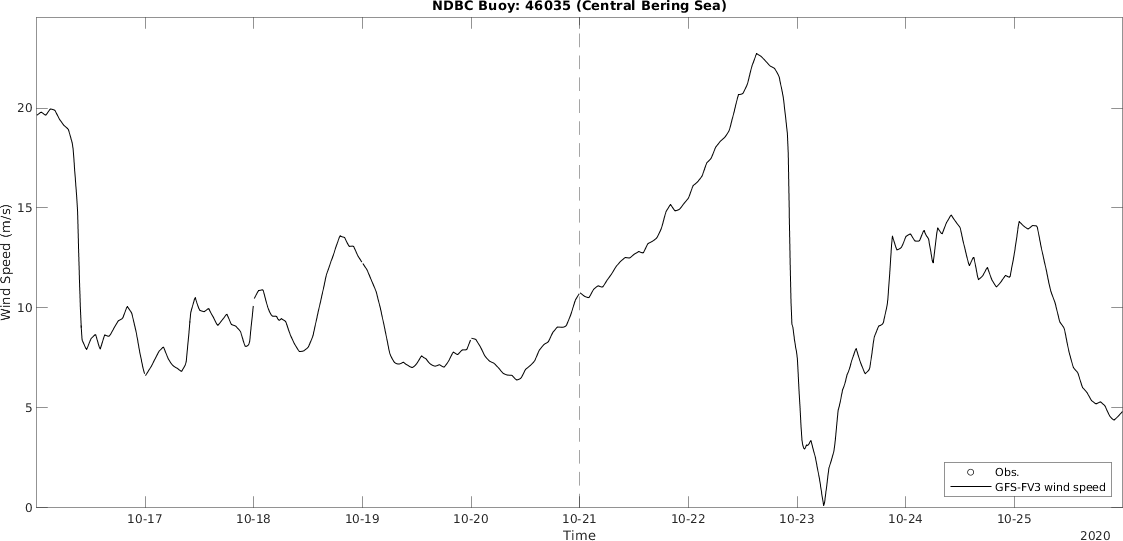 NDBC Buoy: 46035 (Central Bering Sea)
Wind Speed (m/s)
20
15
10
5
0
10-17 10-18 10-19 10-20 10-21 10-22 10-23 10-24 10-25
Time
2020
Obs.
GFS-FV3 wind speed